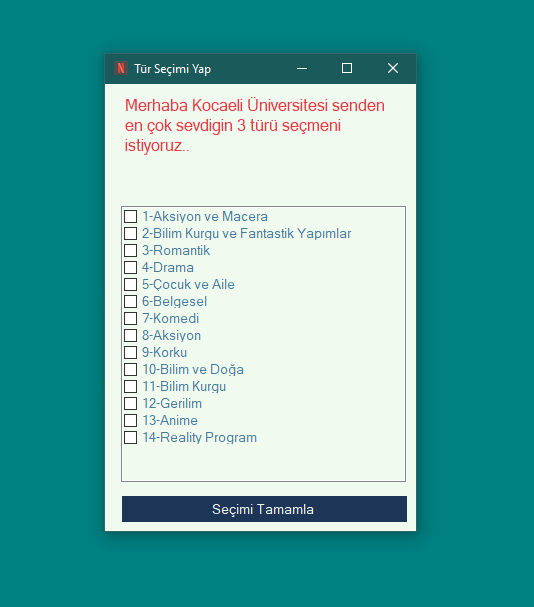 N Tür Seçimi Yap
Merhaba Kocaeli Üniversitesi senden
en çok sevdigin 3 türü seçmeni
istiyoruz..
1-Aksiyon ve Macera
2-Bilim Kurgu ve Fantastik Yapımlar
3-Romantik
4-Drama
5-Çocuk ve Aile
6-Belgesel
7-Komedi
8-Aksiyon
9-Korku
10-Bilim ve Doğa
11-Bilim Kurgu
12-Gerilim
13-Anime
14-Reality Program
Seçimi Tamamla